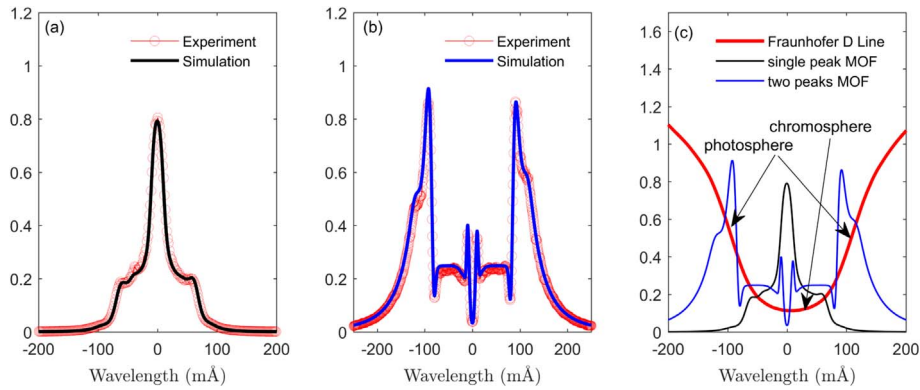 (a)
Experiment
Simulation
1.2
1
0.8
0.6
0.4
0.2
0
-200
-100
0
100
200
Wavelength (mÅ)
(b)
Experiment
Simulation
1.2
1
0.8
0.6
0.4
0.2
0
-200
-100
0
100
200
Wavelength (mÅ)
(c)
Fraunhofer D Line
single peak MOF
two peaks MOF
chromosphere
photosphere
1.6
1.4
1.2
1
0.8
0.6
0.4
0.2
0
-200
-100
0
100
200
Wavelength (mÅ)